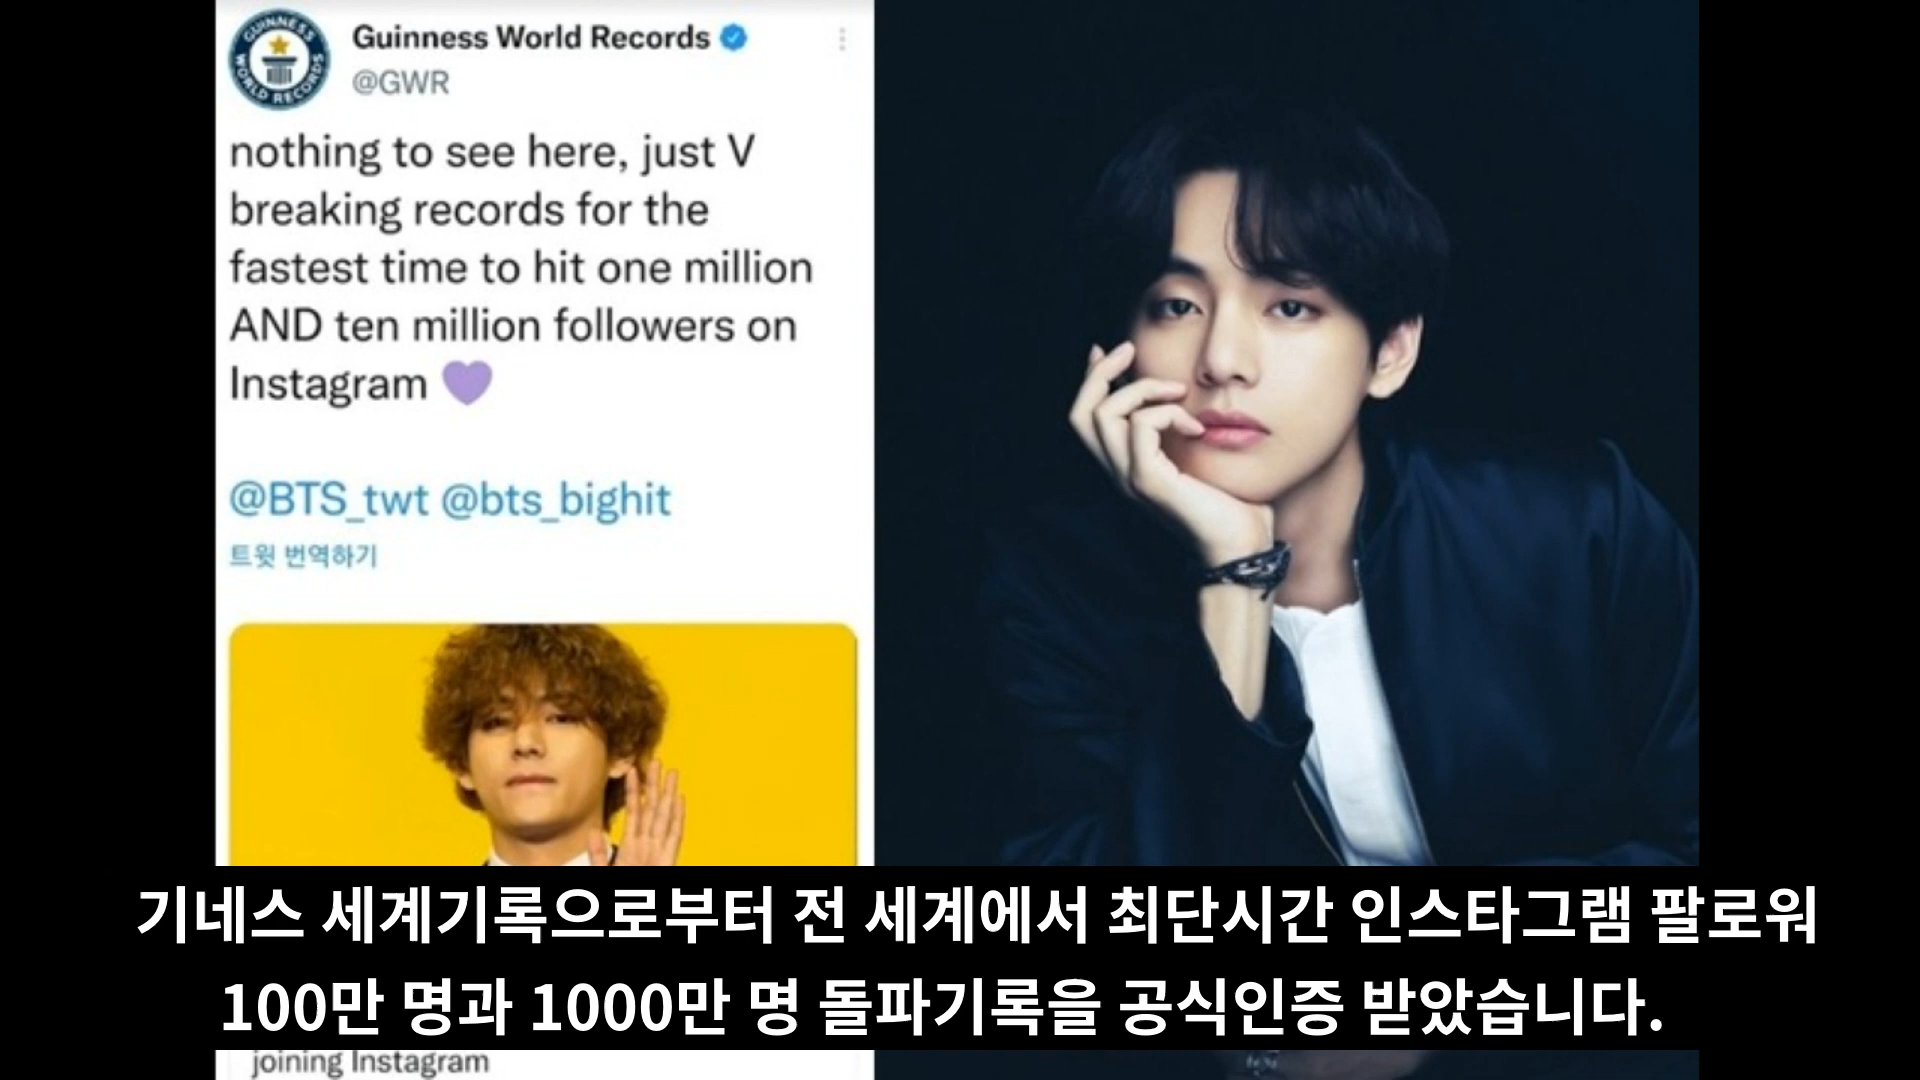 GUINNESS WORLD RECORDS
Guinness World Records
@GWR
nothing to see here, just V
breaking records for the
fastest time to hit one million
AND ten million followers on
Instagram 💜
@BTS_twt @bts_bighit
트윗 번역하기
기네스 세계기록으로부터 전 세계에서 최단시간 인스타그램 팔로워
100만 명과 1000만 명 돌파기록을 공식인증 받았습니다.
joining Instagram